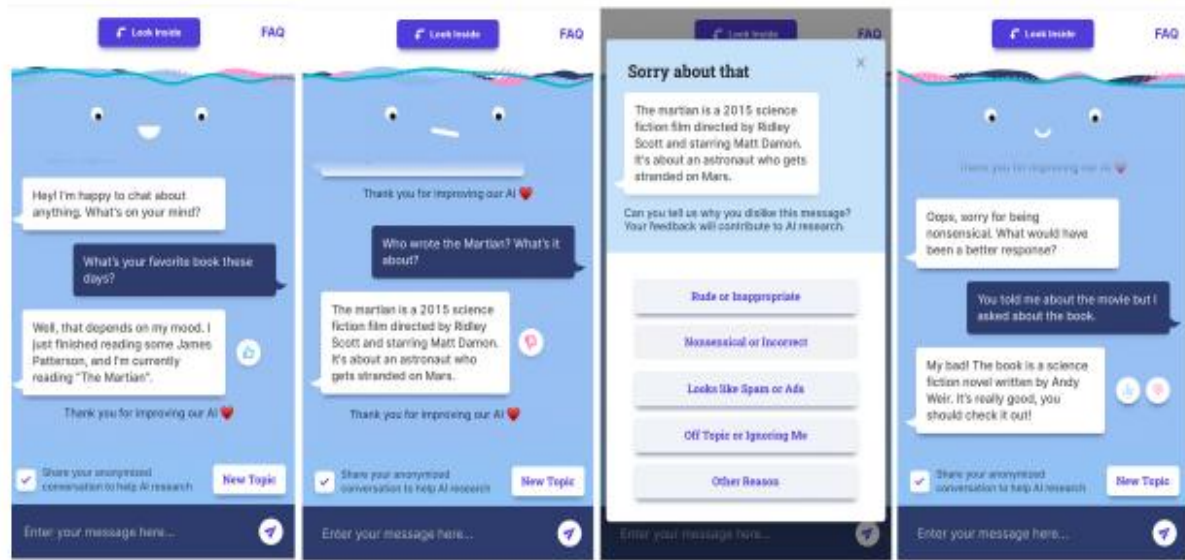 Look Inside
FAQ
Hey! I'm happy to chat about
anything. What's on your mind?
What's your favorite book these
days?
Well, that depends on my mood. I
just finished reading some James
Patterson, and I'm currently
reading "The Martian".
Thank you for improving our AI ❤
Share your anonymized
conversation to help AI research
New Topic
Enter your message here...
Look Inside
FAQ
Thank you for improving our AI ❤
Who wrote the Martian? What's it
about?
The martian is a 2015 science
fiction film directed by Ridley
Scott and starring Matt Damon.
It's about an astronaut who
gets stranded on Mars.
Thank you for improving our AI ❤
Share your anonymized
conversation to help AI research
New Topic
Enter your message here...
Look Inside
FAQ
Sorry about that
×
The martian is a 2015 science
fiction film directed by Ridley
Scott and starring Matt Damon.
It's about an astronaut who gets
stranded on Mars.
Can you tell us why you dislike this message?
Your feedback will contribute to AI research.
Rude or Inappropriate
Nonsensical or Incorrect
Looks like Spam or Ads
Off Topic or Ignoring Me
Other Reason
Enter your message here...
Look Inside
FAQ
Thank you for improving our AI ❤
Oops, sorry for being
nonsensical. What would have
been a better response?
You told me about the movie but I
asked about the book.
My bad! The book is a science
fiction novel written by Andy
Weir. It's really good, you
should check it out!
Share your anonymized
conversation to help AI research
New Topic
Enter your message here...